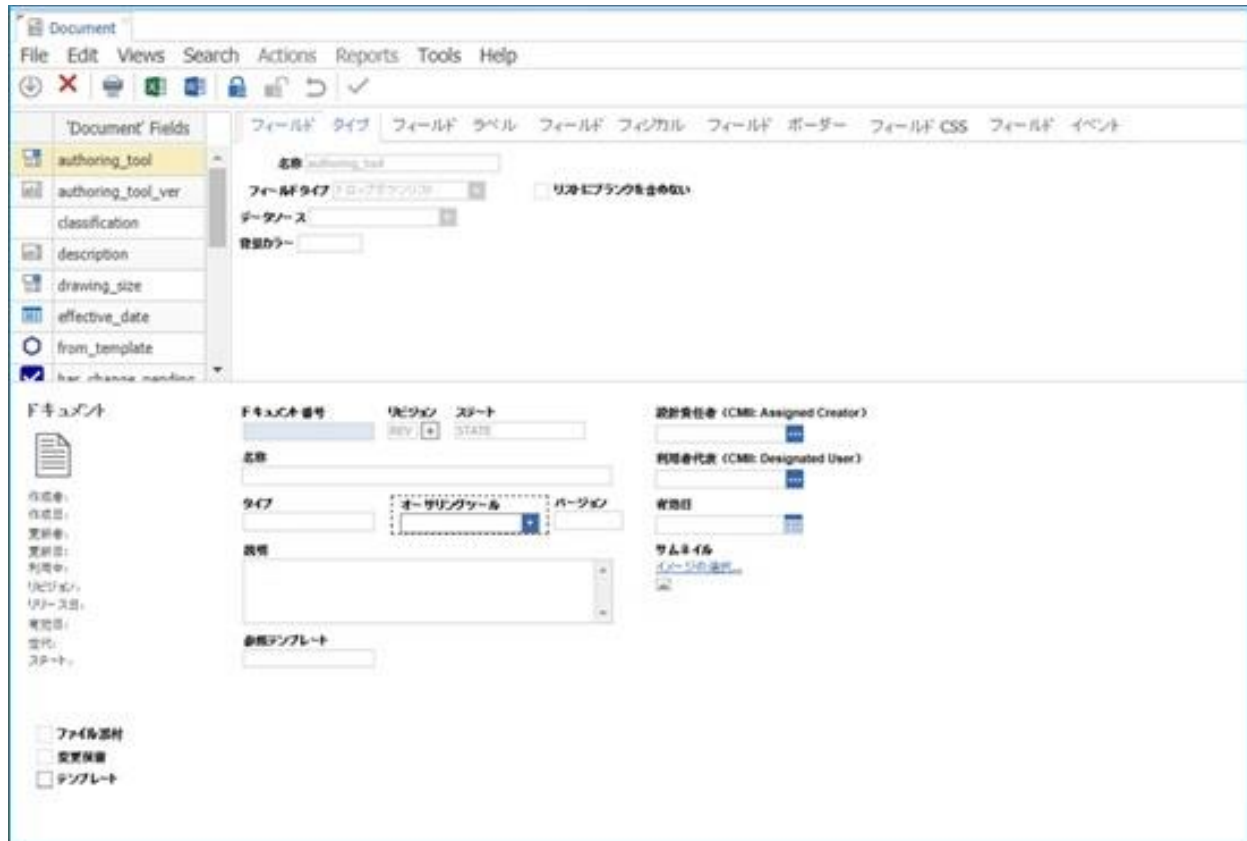 Document
File Edit Views Search Actions Reports Tools Help
'Document' Fields
フィールド タイプ フィールド ラベル フィールド フィジカル フィールド ボーダー フィールド CSS フィールド イベント
authoring_tool
authoring_tool_ver
classification
description
drawing_size
effective_date
from_template
has_change_pending
名称 authoring_tool
フィールドタイプ ドロップダウンリスト リストにブランクを含めない
データソース
背景カラー
ドキュメント
作成者:
作成日:
更新者:
更新日:
利用中:
リビジョン:
リリース日:
有効日:
世代:
ステート:
ファイル添付
変更保留
テンプレート
ドキュメント番号 リビジョン ステート
REV STATE
名称
タイプ オーサリングツール バージョン
説明
参照テンプレート
設計責任者 (CMII: Assigned Creator)
利用者代表 (CMII: Designated User)
有効日
サムネイル
イメージの選択...